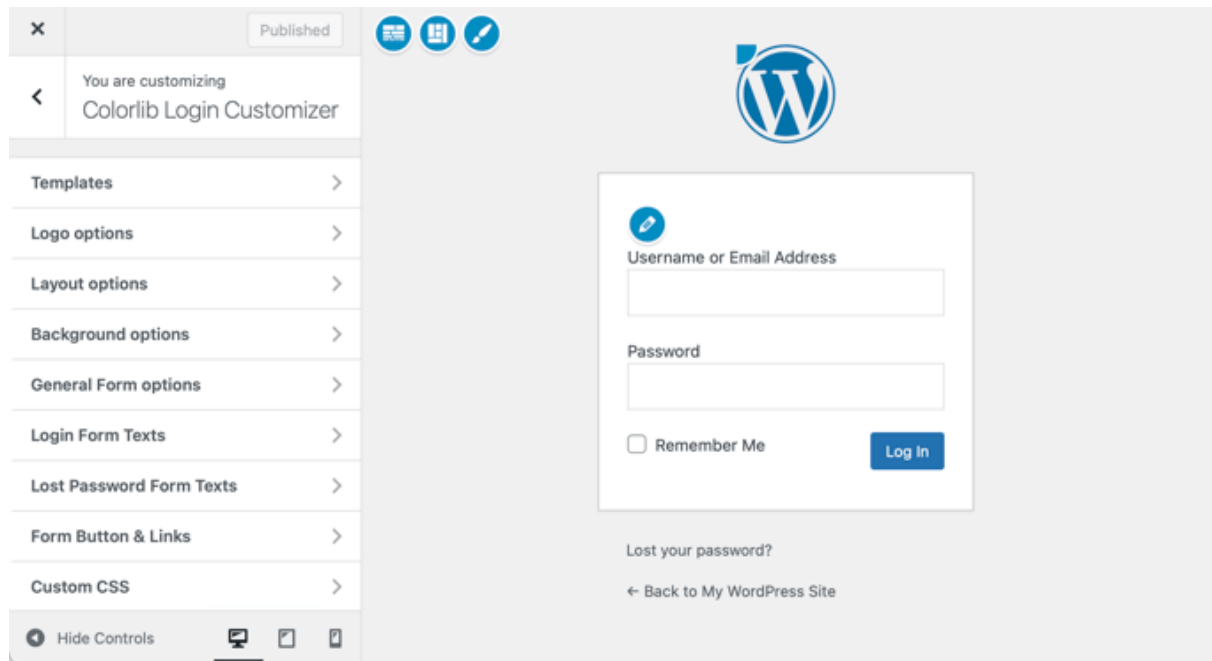 Published
You are customizing
Colorlib Login Customizer
Templates
Logo options
Layout options
Background options
General Form options
Login Form Texts
Lost Password Form Texts
Form Button & Links
Custom CSS
Hide Controls
W
Username or Email Address
Password
Remember Me
Log In
Lost your password?
← Back to My WordPress Site